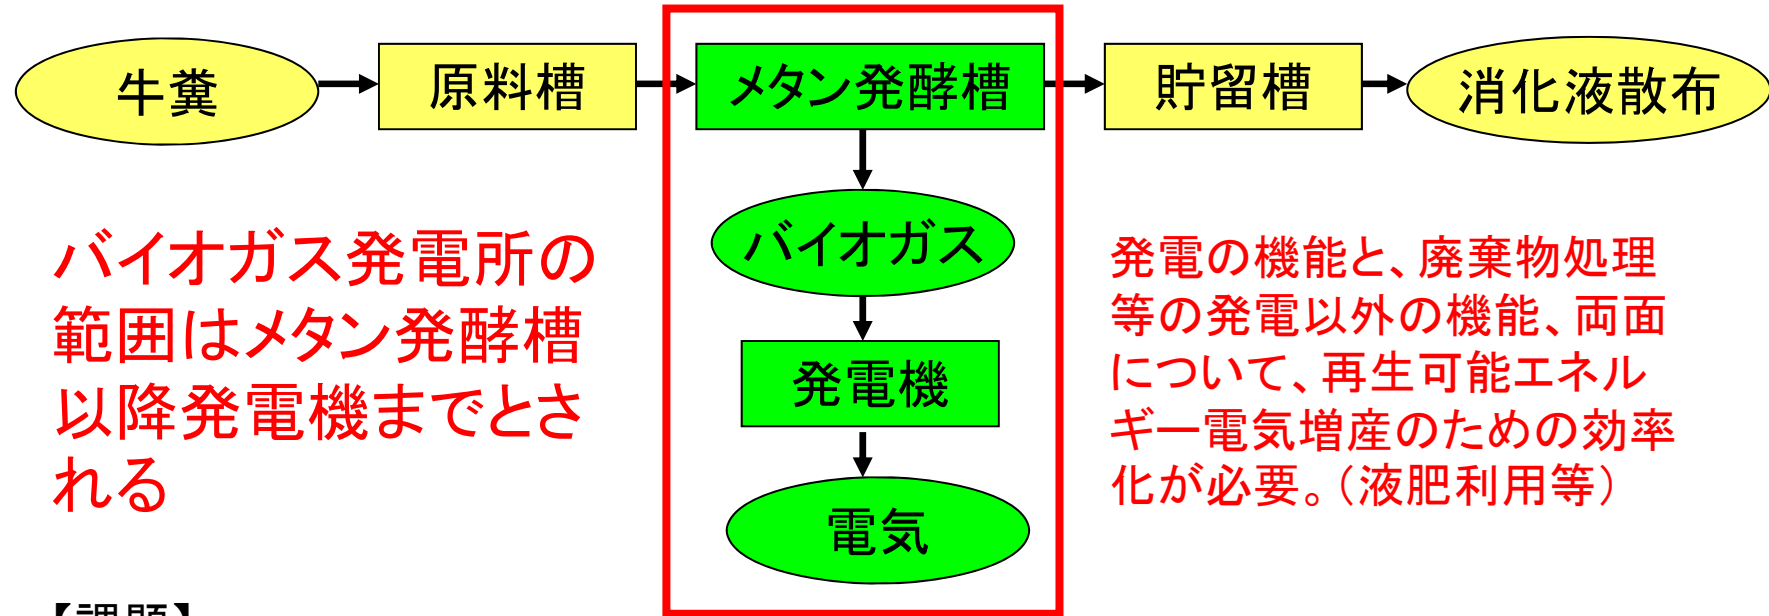 牛糞
原料槽
メタン発酵槽
貯留槽
消化液散布
バイオガス
発電機
電気
バイオガス発電所の
範囲はメタン発酵槽
以降発電機までとさ
れる
発電の機能と、廃棄物処理
等の発電以外の機能、両面
について、再生可能エネル
ギー電気増産のための効率
化が必要。（液肥利用等）
【課題】